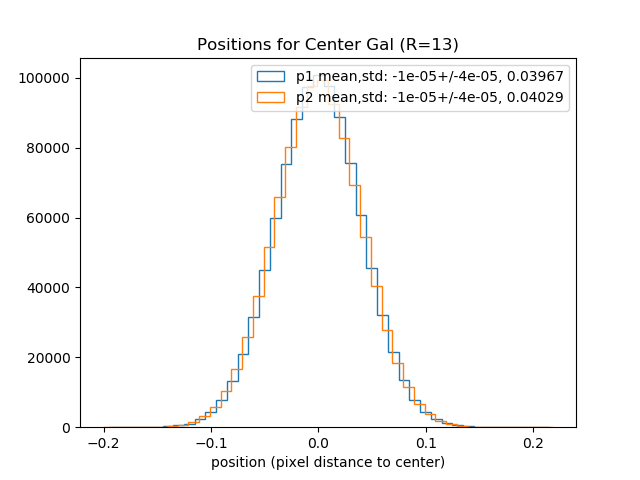 Positions for Center Gal (R=13)
p1 mean,std: -1e-05+/-4e-05, 0.03967
p2 mean,std: -1e-05+/-4e-05, 0.04029
100000
80000
60000
40000
20000
0
−0.2 −0.1 0.0 0.1 0.2
position (pixel distance to center)